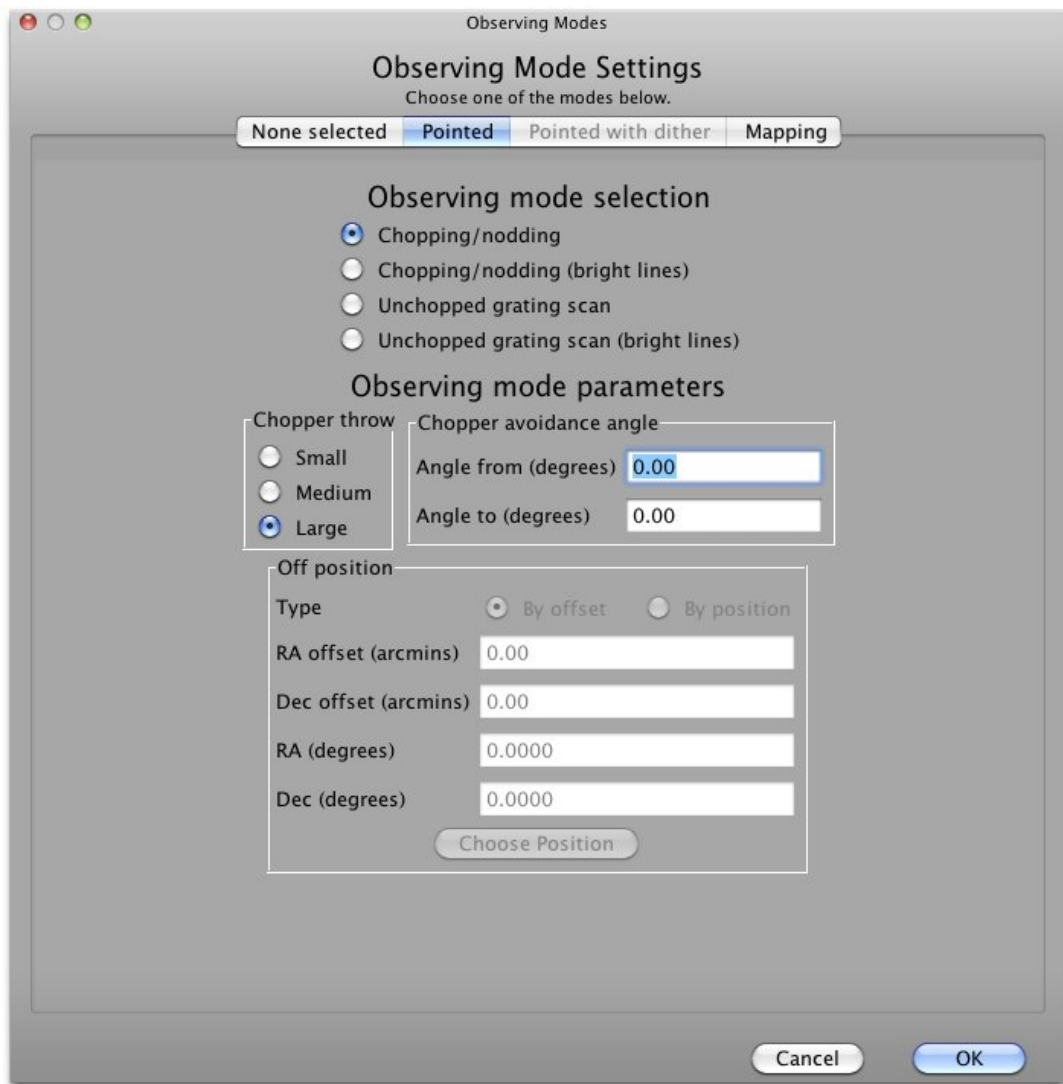 Observing Modes
Observing Mode Settings
Choose one of the modes below.
None selected Pointed Pointed with dither Mapping
Observing mode selection
Chopping/nodding
Chopping/nodding (bright lines)
Unchopped grating scan
Unchopped grating scan (bright lines)
Observing mode parameters
Chopper throw
Small
Medium
Large
Chopper avoidance angle
Angle from (degrees) 0.00
Angle to (degrees) 0.00
Off position
Type By offset By position
RA offset (arcmins) 0.00
Dec offset (arcmins) 0.00
RA (degrees) 0.0000
Dec (degrees) 0.0000
Choose Position
Cancel OK